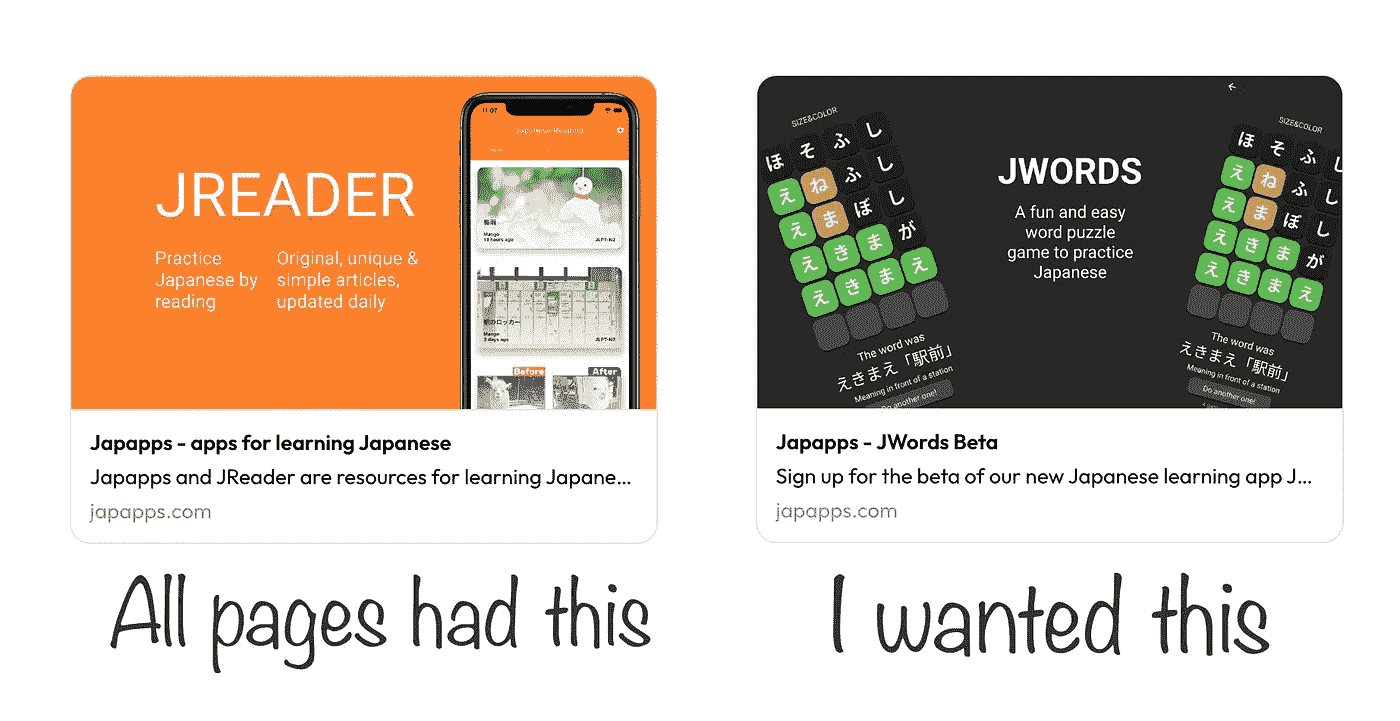 11:07
Japanese Reading
JREADER
Practice
Japanese by
reading
Original, unique &
simple articles,
updated daily
梅雨
Mango
19 hours ago
JLPT-N2
駅のロッカー
Mango
2 days ago
JLPT-N2
Before
After
Japapps - apps for learning Japanese
Japapps and JReader are resources for learning Japane...
japapps.com
All pages had this
SIZE&COLOR
ほそふし
えねふし
えまぼし
えきまが
えきまえ
The word was
えきまえ「駅前」
Meaning in front of a station
Do another one!
JWORDS
A fun and easy
word puzzle
game to practice
Japanese
SIZE&COLOR
ほそふし
えねふし
えまぼし
えきまが
えきまえ
The word was
えきまえ「駅前」
Meaning in front of a station
Do another one!
Japapps - JWords Beta
Sign up for the beta of our new Japanese learning app J...
japapps.com
I wanted this